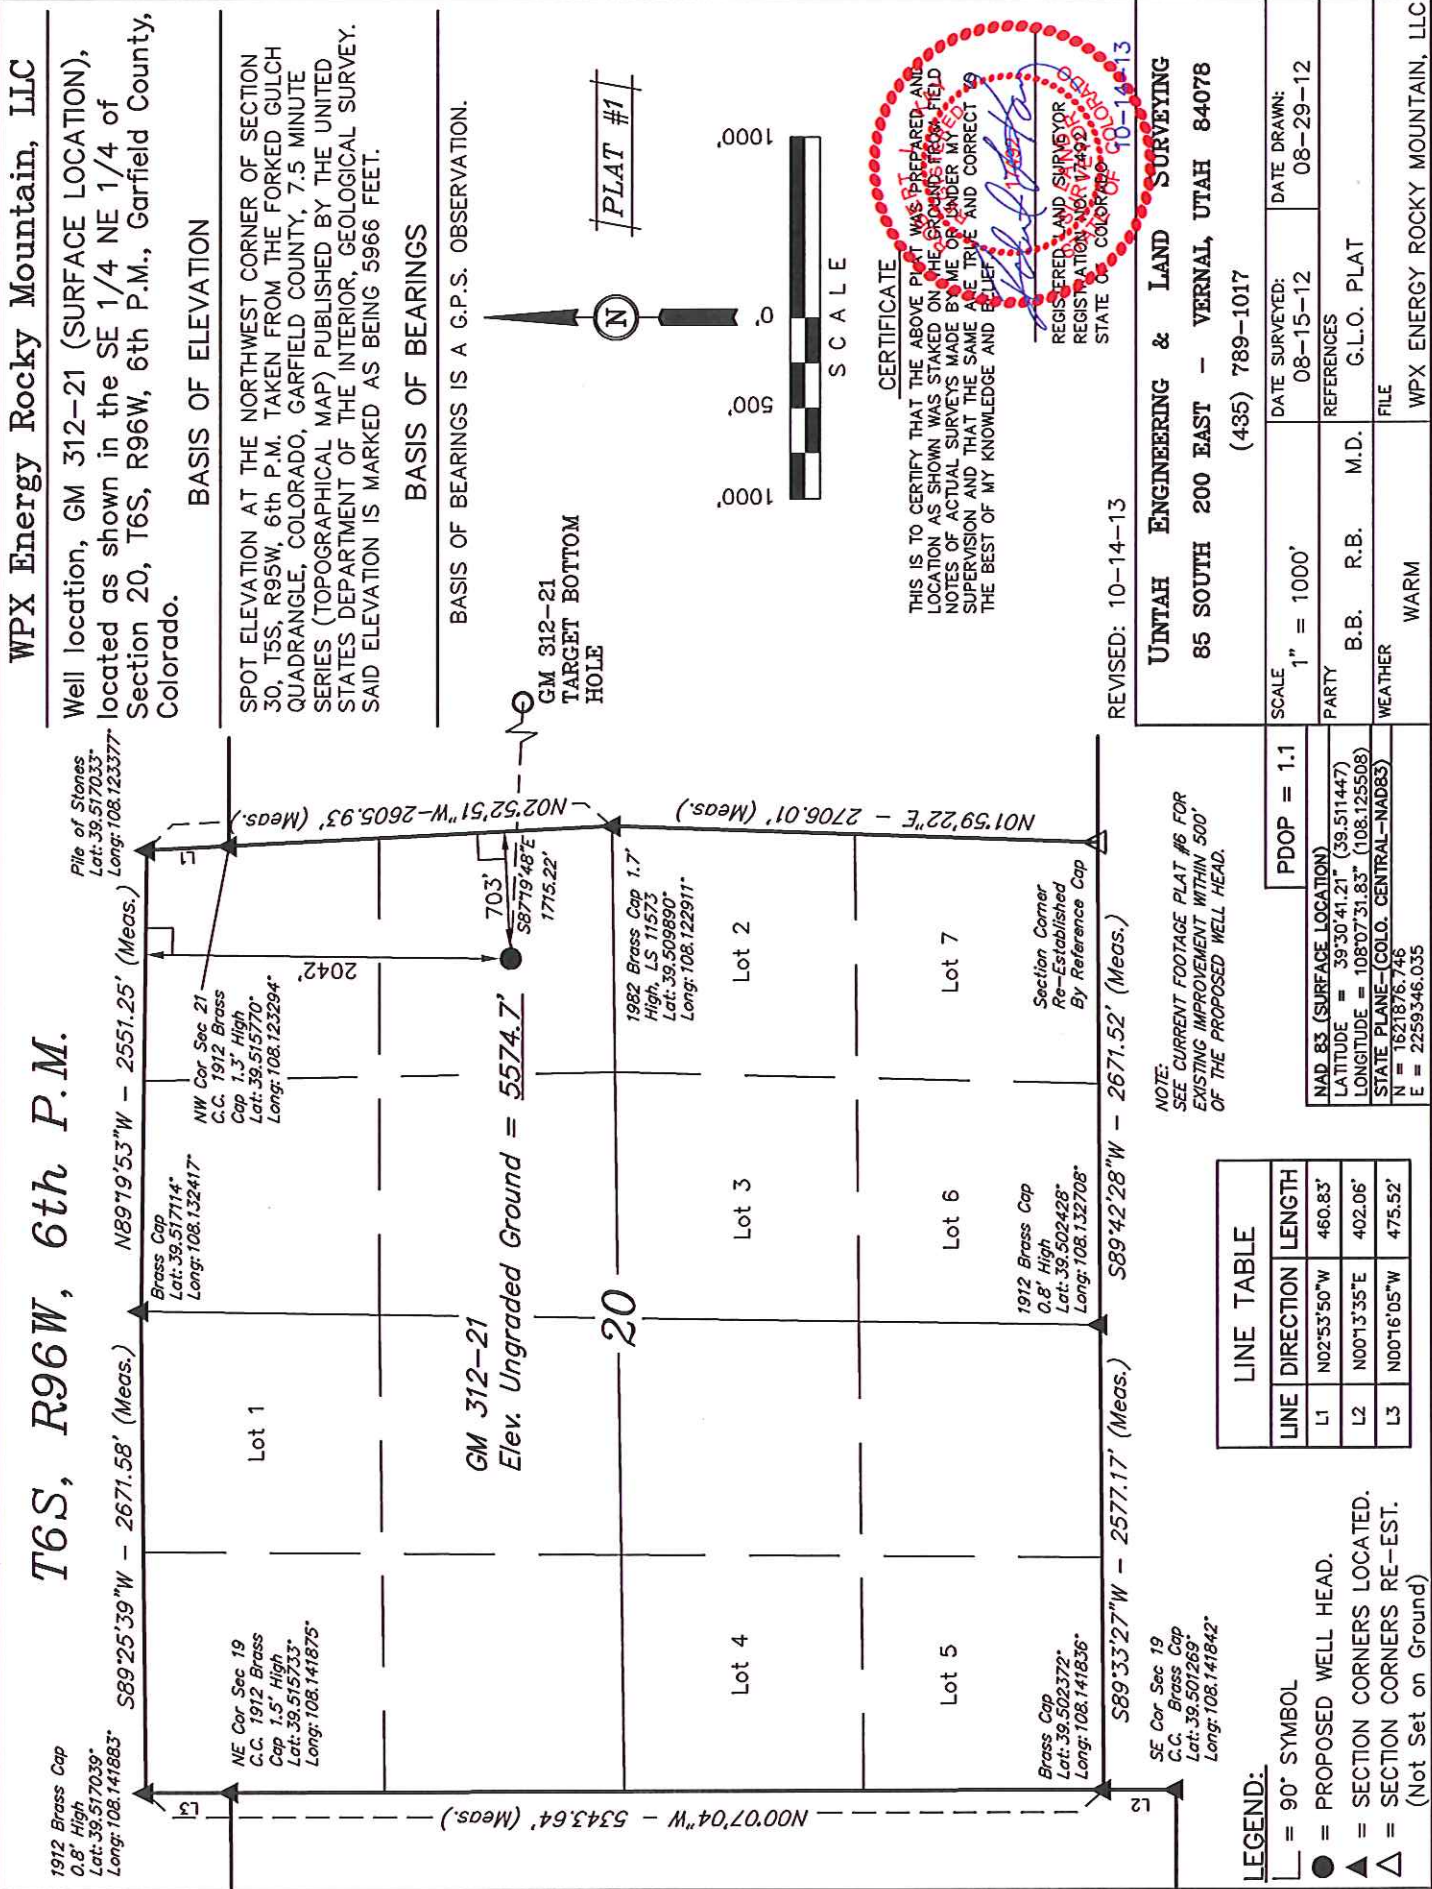 T6S, R96W, 6th P.M.
1912 Brass Cap
0.8' High
Lat: 39.517039°
Long: 108.141883°
S89°25'39"W – 2671.58' (Meas.)
N89°19'53"W – 2551.25' (Meas.)
Pile of Stones
Lat: 39.517033°
Long: 108.123377°
Brass Cap
Lat: 39.517114°
Long: 108.132417°
L3
L1
NE Cor Sec 19
C.C. 1912 Brass
Cap 1.5' High
Lat: 39.515733°
Long: 108.141875°
Lot 1
NW Cor Sec 21
C.C. 1912 Brass
Cap 1.3' High
Lat: 39.515770°
Long: 108.123294°
2042'
703'
S87°19'48"E
1715.22'
GM 312–21
Elev. Ungraded Ground = 5574.7'
GM 312–21
TARGET BOTTOM
HOLE
N02°52'51"W–2605.93' (Meas.)
N00°07'04"W – 5343.64' (Meas.)
20
1982 Brass Cap 1.7'
High, LS 11573
Lat: 39.509890°
Long: 108.122911°
Lot 4
Lot 3
Lot 2
N01°59'22"E – 2706.01' (Meas.)
Lot 5
Lot 6
Lot 7
Brass Cap
Lat: 39.502372°
Long: 108.141836°
1912 Brass Cap
0.8' High
Lat: 39.502428°
Long: 108.132708°
Section Corner
Re-Established
By Reference Cap
S89°33'27"W – 2577.17' (Meas.)
S89°42'28"W – 2671.52' (Meas.)
L2
SE Cor Sec 19
C.C. Brass Cap
Lat: 39.501269°
Long: 108.141842°
NOTE:
SEE CURRENT FOOTAGE PLAT #6 FOR
EXISTING IMPROVEMENT WITHIN 500'
OF THE PROPOSED WELL HEAD.
LEGEND:
= 90° SYMBOL
= PROPOSED WELL HEAD.
= SECTION CORNERS LOCATED.
= SECTION CORNERS RE–EST.
(Not Set on Ground)
LINE TABLE
LINE DIRECTION LENGTH
L1 N02°53'50"W 460.83'
L2 N00°13'35"E 402.06'
L3 N00°16'05"W 475.52'
PDOP = 1.1
NAD 83 (SURFACE LOCATION)
LATITUDE = 39°30'41.21" (39.511447)
LONGITUDE = 108°07'31.83" (108.125508)
STATE PLANE–(COLO. CENTRAL–NAD83)
N = 1621876.746
E = 2259346.035
WPX Energy Rocky Mountain, LLC
Well location, GM 312–21 (SURFACE LOCATION),
located as shown in the SE 1/4 NE 1/4 of
Section 20, T6S, R96W, 6th P.M., Garfield County,
Colorado.
BASIS OF ELEVATION
SPOT ELEVATION AT THE NORTHWEST CORNER OF SECTION
30, T5S, R95W, 6th P.M. TAKEN FROM THE FORKED GULCH
QUADRANGLE, COLORADO, GARFIELD COUNTY, 7.5 MINUTE
SERIES (TOPOGRAPHICAL MAP) PUBLISHED BY THE UNITED
STATES DEPARTMENT OF THE INTERIOR, GEOLOGICAL SURVEY.
SAID ELEVATION IS MARKED AS BEING 5966 FEET.
BASIS OF BEARINGS
BASIS OF BEARINGS IS A G.P.S. OBSERVATION.
N
PLAT #1
1000' 500' 0' 1000'
SCALE
CERTIFICATE
THIS IS TO CERTIFY THAT THE ABOVE PLAT WAS PREPARED AND
LOCATION AS SHOWN WAS STAKED ON THE GROUND FROM FIELD
NOTES OF ACTUAL SURVEYS MADE BY ME OR UNDER MY
SUPERVISION AND THAT THE SAME ARE TRUE AND CORRECT TO
THE BEST OF MY KNOWLEDGE AND BELIEF
REGISTERED LAND SURVEYOR
REGISTRATION NO. 17492
STATE OF COLORADO
10–14–13
REVISED: 10–14–13
UINTAH ENGINEERING & LAND SURVEYING
85 SOUTH 200 EAST – VERNAL, UTAH 84078
(435) 789–1017
SCALE
1" = 1000'
DATE SURVEYED:
08–15–12
DATE DRAWN:
08–29–12
PARTY
B.B. R.B. M.D.
REFERENCES
G.L.O. PLAT
WEATHER
WARM
FILE
WPX ENERGY ROCKY MOUNTAIN, LLC